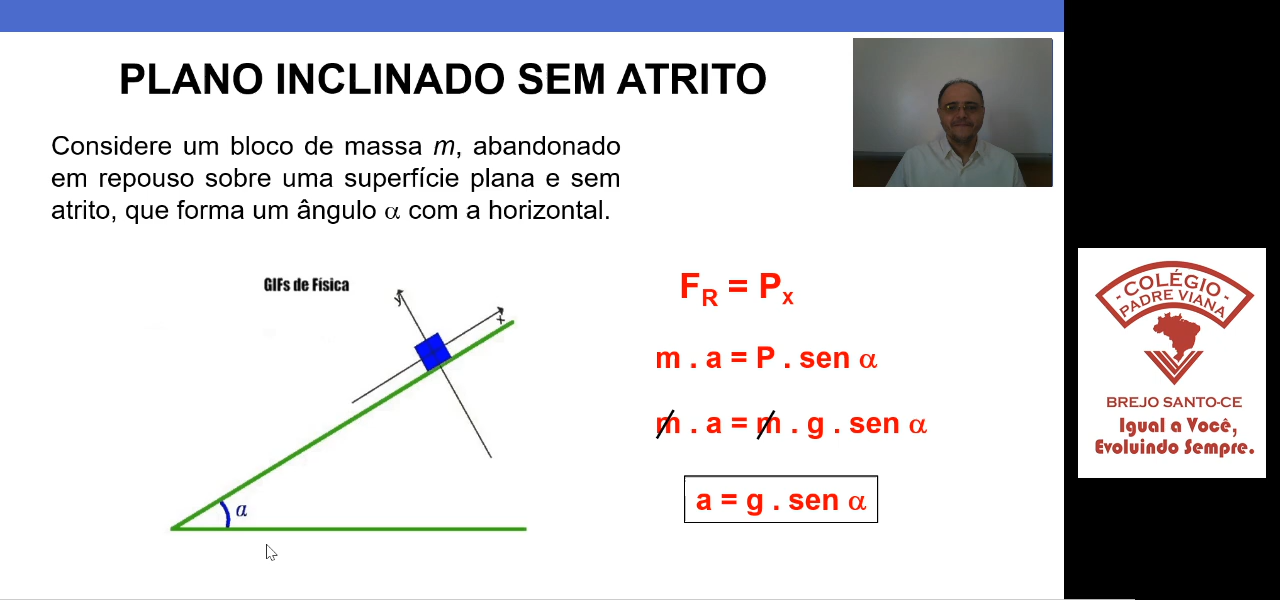 PLANO INCLINADO SEM ATRITO
Considere um bloco de massa m, abandonado
em repouso sobre uma superfície plana e sem
atrito, que forma um ângulo α com a horizontal.
GIFs de Física
y
x
α
F_R = P_x
m . a = P . sen α
m . a = m . g . sen α
a = g . sen α
- COLÉGIO -
PADRE VIANA
BREJO SANTO-CE
Igual a Você,
Evoluindo Sempre.